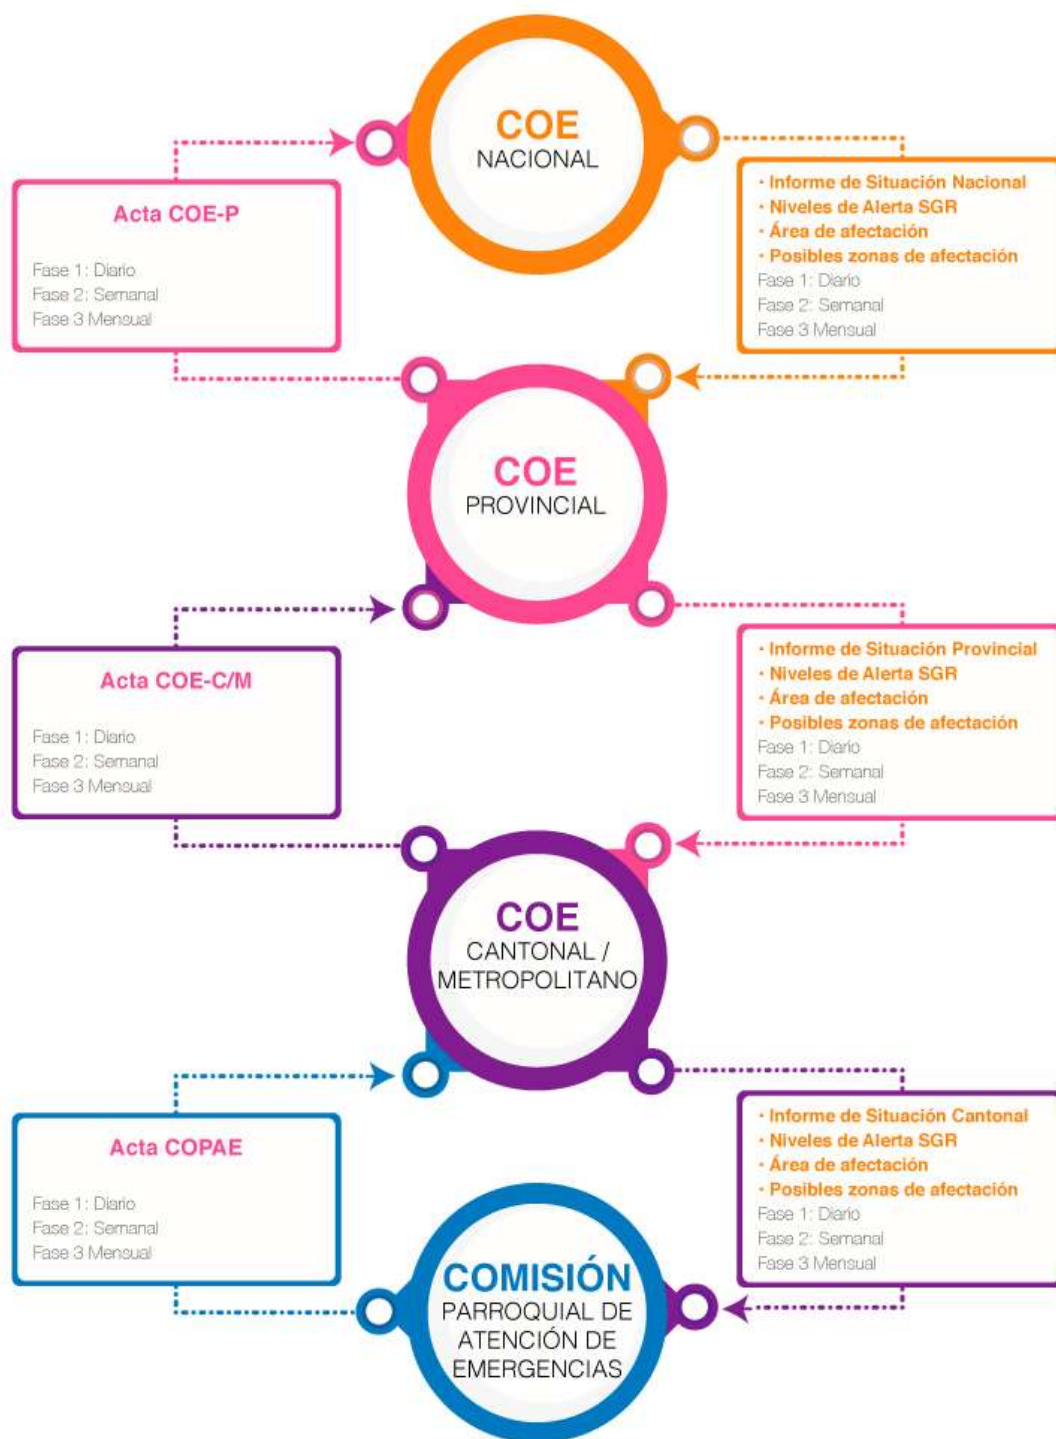 COE
NACIONAL
Acta COE-P
Fase 1: Diario
Fase 2: Semanal
Fase 3 Mensual
• Informe de Situación Nacional
• Niveles de Alerta SGR
• Área de afectación
• Posibles zonas de afectación
Fase 1: Diario
Fase 2: Semanal
Fase 3 Mensual
COE
PROVINCIAL
Acta COE-C/M
Fase 1: Diario
Fase 2: Semanal
Fase 3 Mensual
• Informe de Situación Provincial
• Niveles de Alerta SGR
• Área de afectación
• Posibles zonas de afectación
Fase 1: Diario
Fase 2: Semanal
Fase 3 Mensual
COE
CANTONAL /
METROPOLITANO
Acta COPAE
Fase 1: Diario
Fase 2: Semanal
Fase 3 Mensual
• Informe de Situación Cantonal
• Niveles de Alerta SGR
• Área de afectación
• Posibles zonas de afectación
Fase 1: Diario
Fase 2: Semanal
Fase 3 Mensual
COMISIÓN
PARROQUIAL DE
ATENCIÓN DE
EMERGENCIAS